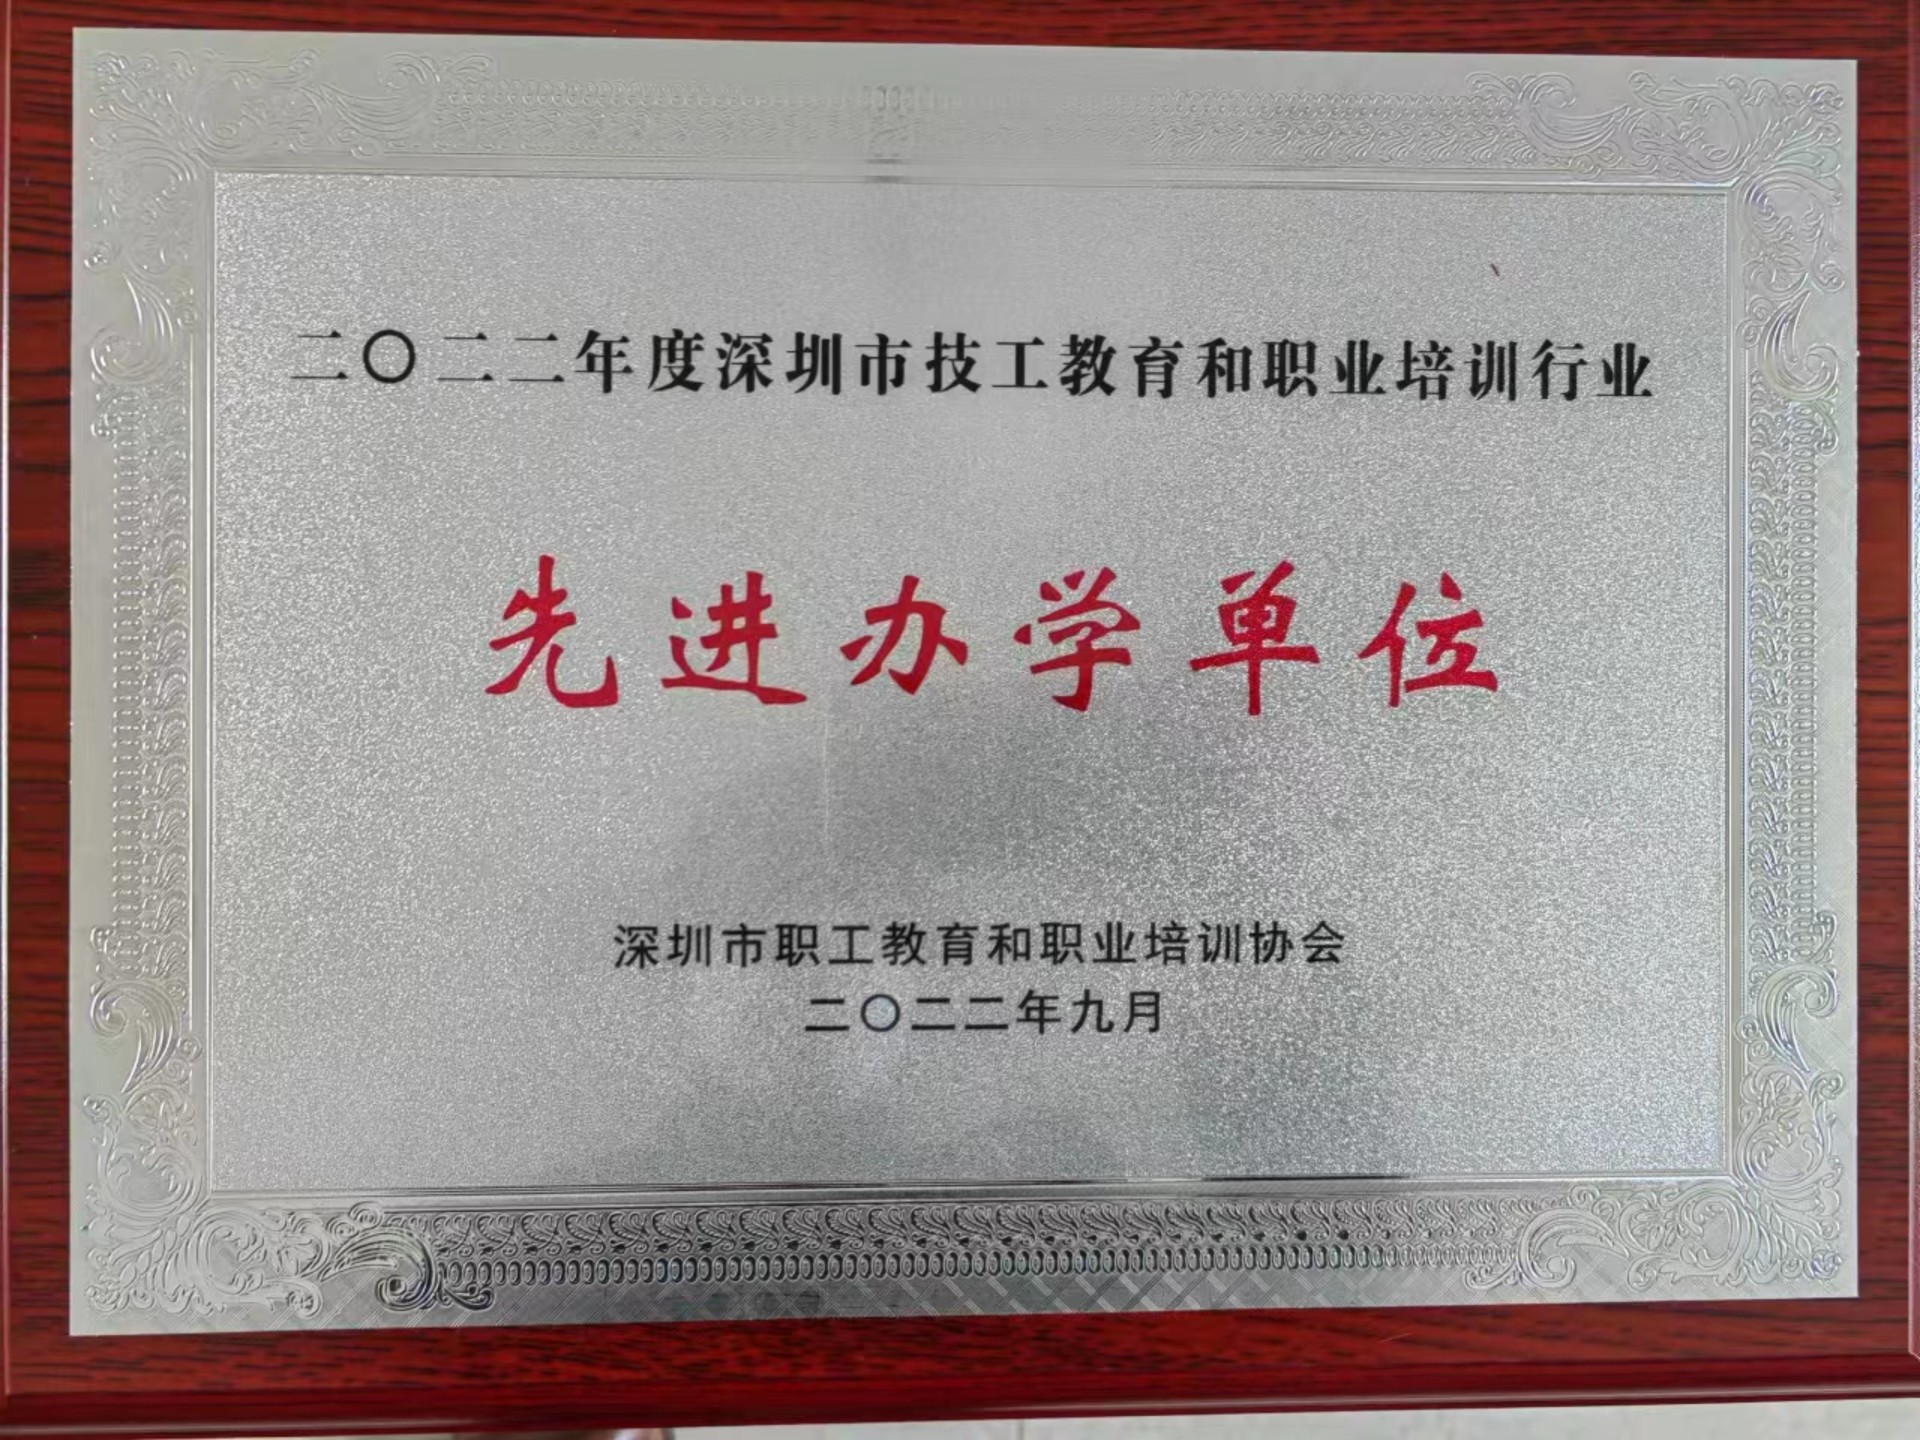 二〇二二年度深圳市技工教育和职业培训行业
先进办学单位
深圳市职工教育和职业培训协会
二〇二二年九月